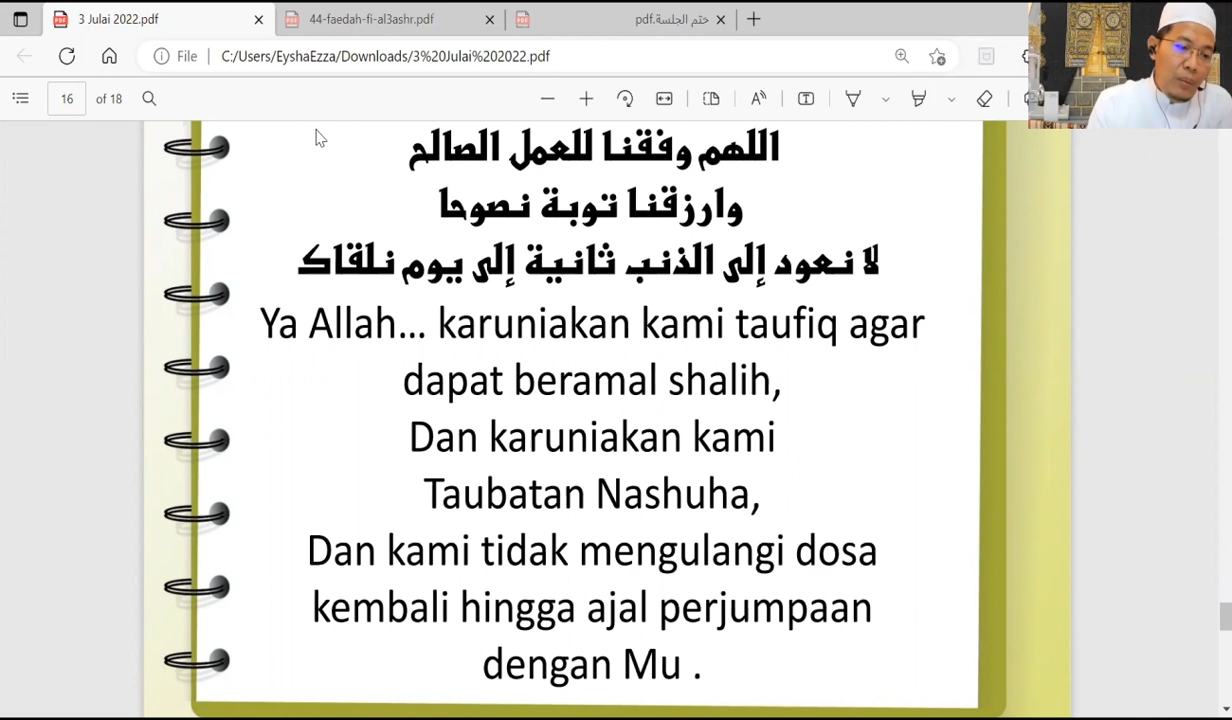 3 Julai 2022.pdf
44-faedah-fi-al3ashr.pdf
ختم الجلسة.pdf
File
C:/Users/EyshaEzza/Downloads/3%20Julai%202022.pdf
16 of 18
اللهم وفقنا للعمل الصالح
وارزقنا توبة نصوحا
لا نعود إلى الذنب ثانية إلى يوم نلقاك
Ya Allah... karuniakan kami taufiq agar
dapat beramal shalih,
Dan karuniakan kami
Taubatan Nashuha,
Dan kami tidak mengulangi dosa
kembali hingga ajal perjumpaan
dengan Mu .